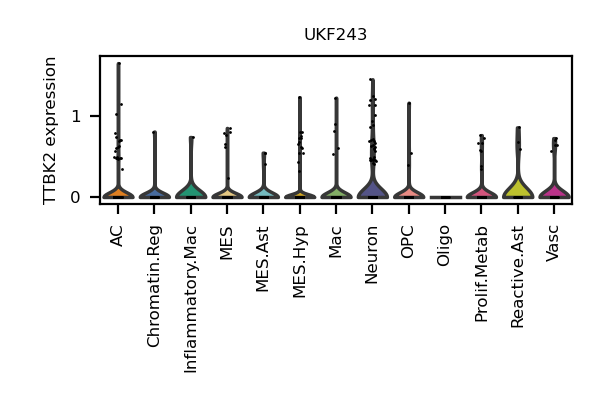 UKF243
TTBK2 expression
1
0
AC
Chromatin.Reg
Inflammatory.Mac
MES
MES.Ast
MES.Hyp
Mac
Neuron
OPC
Oligo
Prolif.Metab
Reactive.Ast
Vasc